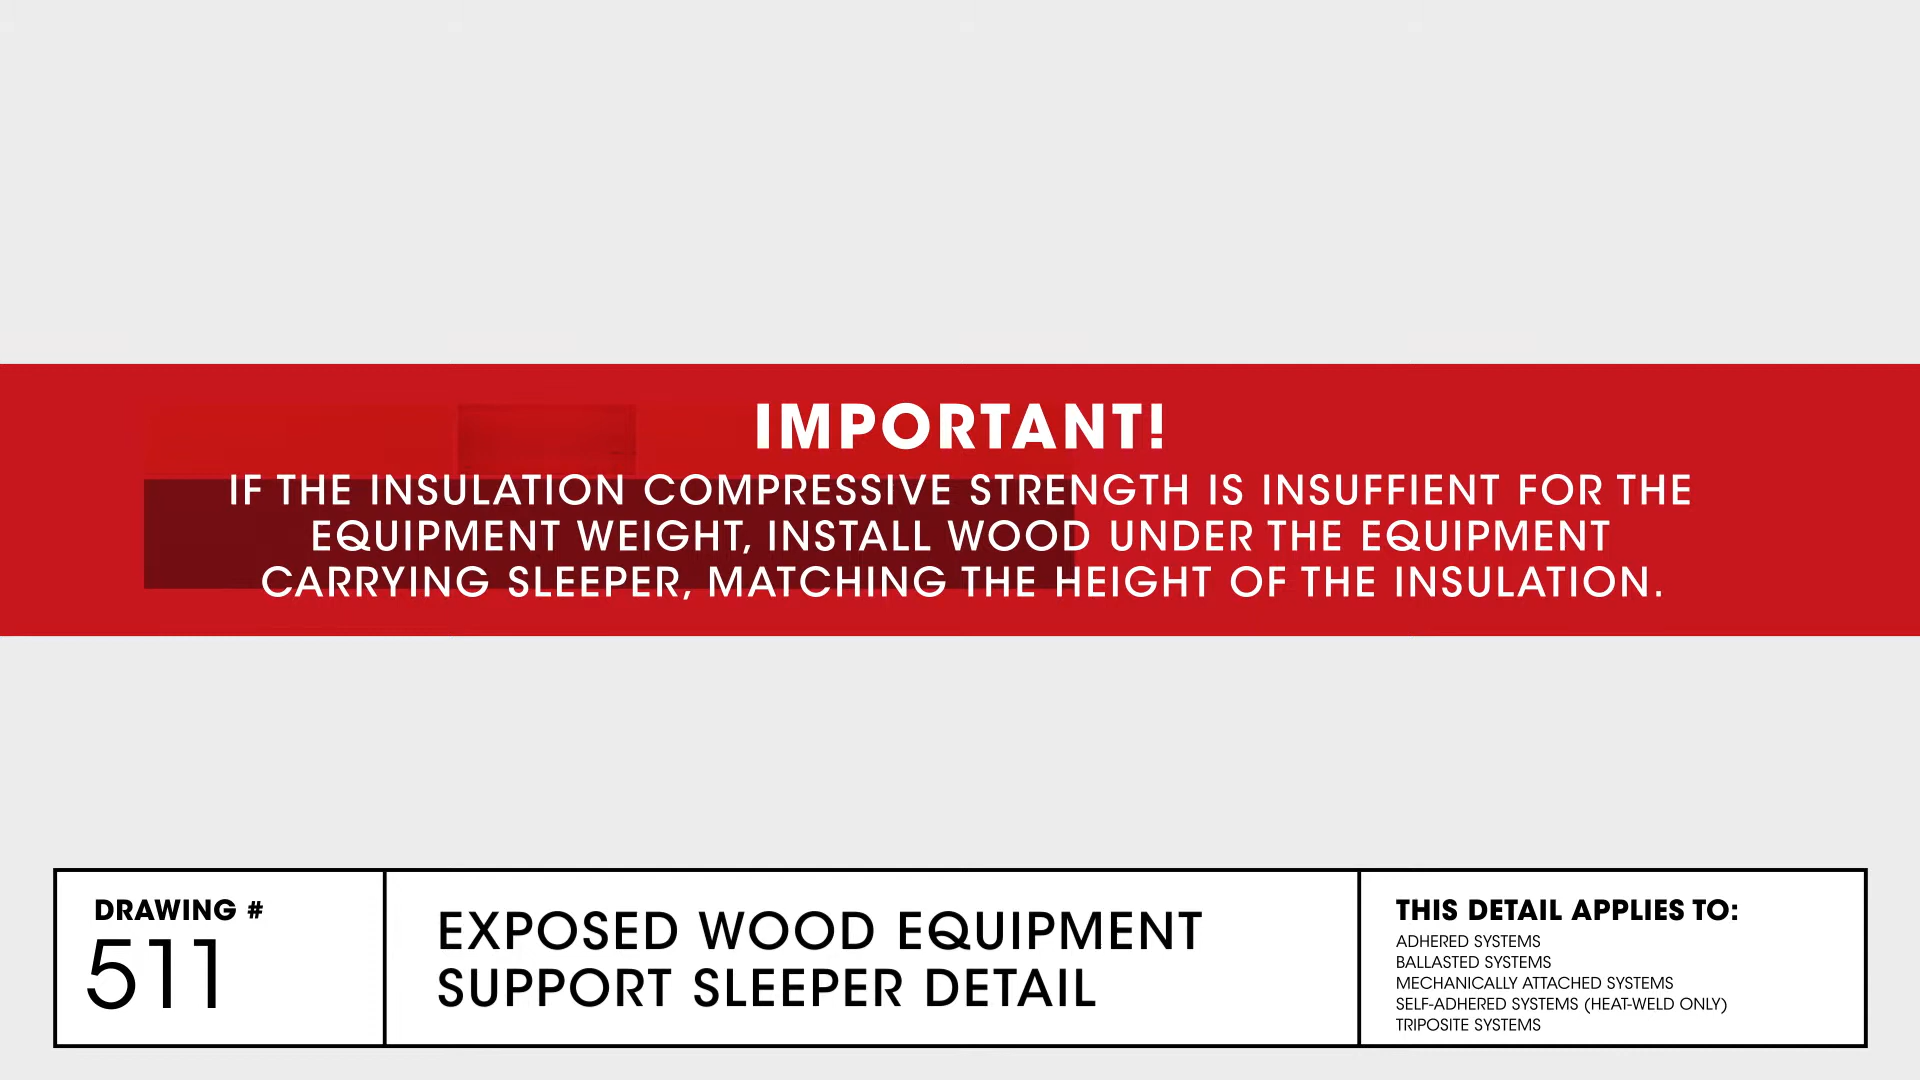 IMPORTANT!
IF THE INSULATION COMPRESSIVE STRENGTH IS INSUFFIENT FOR THE
EQUIPMENT WEIGHT, INSTALL WOOD UNDER THE EQUIPMENT
CARRYING SLEEPER, MATCHING THE HEIGHT OF THE INSULATION.
DRAWING #
511
EXPOSED WOOD EQUIPMENT
SUPPORT SLEEPER DETAIL
THIS DETAIL APPLIES TO:
ADHERED SYSTEMS
BALLASTED SYSTEMS
MECHANICALLY ATTACHED SYSTEMS
SELF-ADHERED SYSTEMS (HEAT-WELD ONLY)
TRIPOSITE SYSTEMS